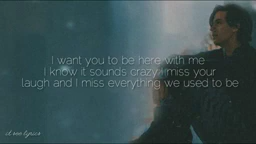 I want you to be here with me
I know it sounds crazy. I miss your
laugh and I miss everything we used to be